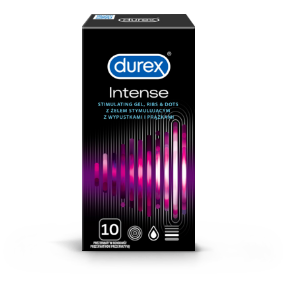 durex
Intense
STIMULATING GEL, RIBS & DOTS
Z ŻELEM STYMULUJĄCYM,
Z WYPUSTKAMI I PRĄŻKAMI
10